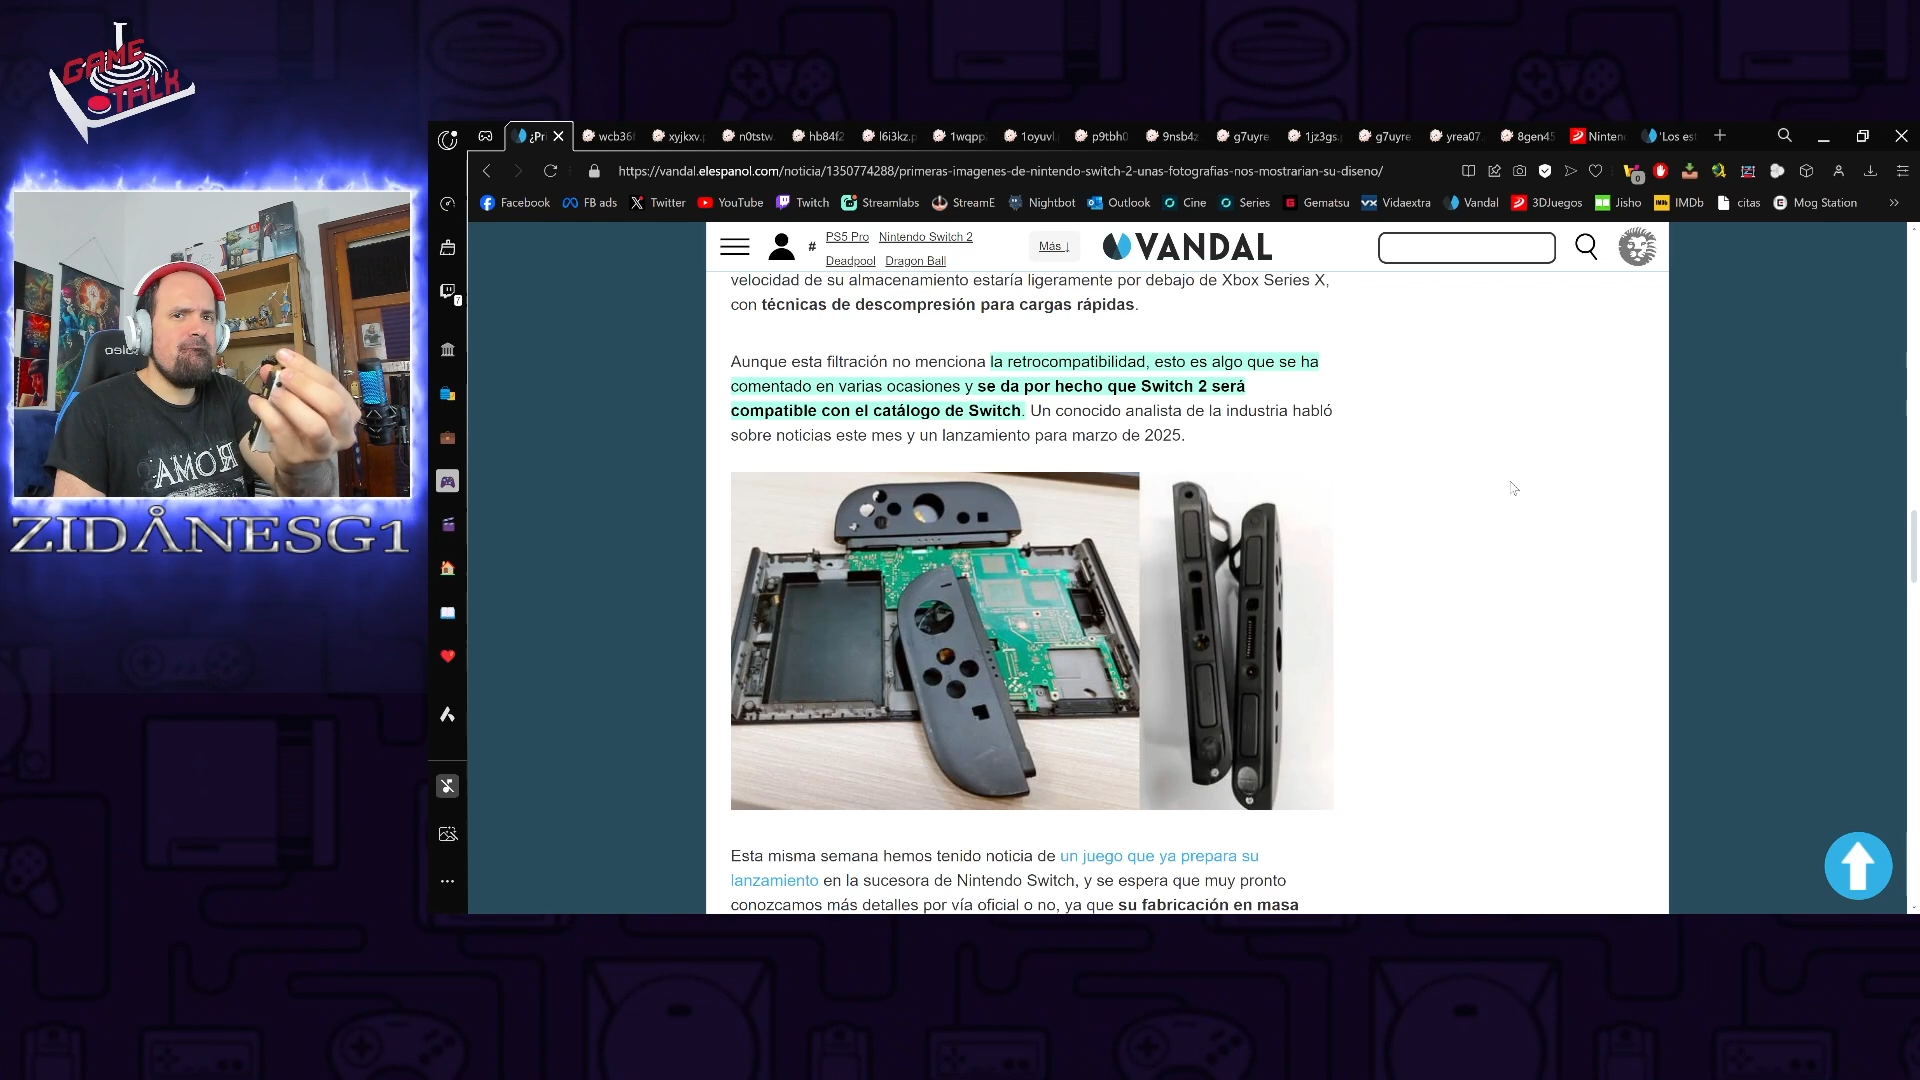 GAME
TALK
ZIDÅNESG1
ROMA
¿Pri
wcb36f
xyjkxv.p
n0tstw.
hb84f2
l6i3kz.p
1wqpp
1oyuvl
p9tbh0
9nsb4z
g7uyre
1jz3gs.
g7uyre
yrea07
8gen45
Ninten
'Los es
https://vandal.elespanol.com/noticia/1350774288/primeras-imagenes-de-nintendo-switch-2-unas-fotografias-nos-mostrarian-su-diseno/
0
Facebook FB ads Twitter YouTube Twitch Streamlabs StreamE Nightbot Outlook Cine Series Gematsu Vidaextra Vandal 3DJuegos Jisho IMDb citas Mog Station
7
# PS5 Pro Nintendo Switch 2
Deadpool Dragon Ball
Más ↓
VANDAL
velocidad de su almacenamiento estaría ligeramente por debajo de Xbox Series X,
con técnicas de descompresión para cargas rápidas.
Aunque esta filtración no menciona la retrocompatibilidad, esto es algo que se ha
comentado en varias ocasiones y se da por hecho que Switch 2 será
compatible con el catálogo de Switch. Un conocido analista de la industria habló
sobre noticias este mes y un lanzamiento para marzo de 2025.
Esta misma semana hemos tenido noticia de un juego que ya prepara su
lanzamiento en la sucesora de Nintendo Switch, y se espera que muy pronto
conozcamos más detalles por vía oficial o no, ya que su fabricación en masa